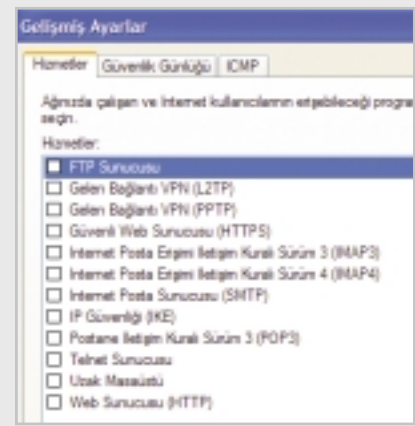 Gelişmiş Ayarlar
Hizmetler Güvenlik Günlüğü ICMP
Ağınızda çalışan ve Internet kullanıcılarının erişebileceği progra
seçin.
Hizmetler:
FTP Sunucusu
Gelen Bağlantı VPN (L2TP)
Gelen Bağlantı VPN (PPTP)
Güvenli Web Sunucusu (HTTPS)
Internet Posta Erişimi İletişim Kuralı Sürüm 3 (IMAP3)
Internet Posta Erişimi İletişim Kuralı Sürüm 4 (IMAP4)
Internet Posta Sunucusu (SMTP)
IP Güvenliği (IKE)
Postane İletişim Kuralı Sürüm 3 (POP3)
Telnet Sunucusu
Uzak Masaüstü
Web Sunucusu (HTTP)